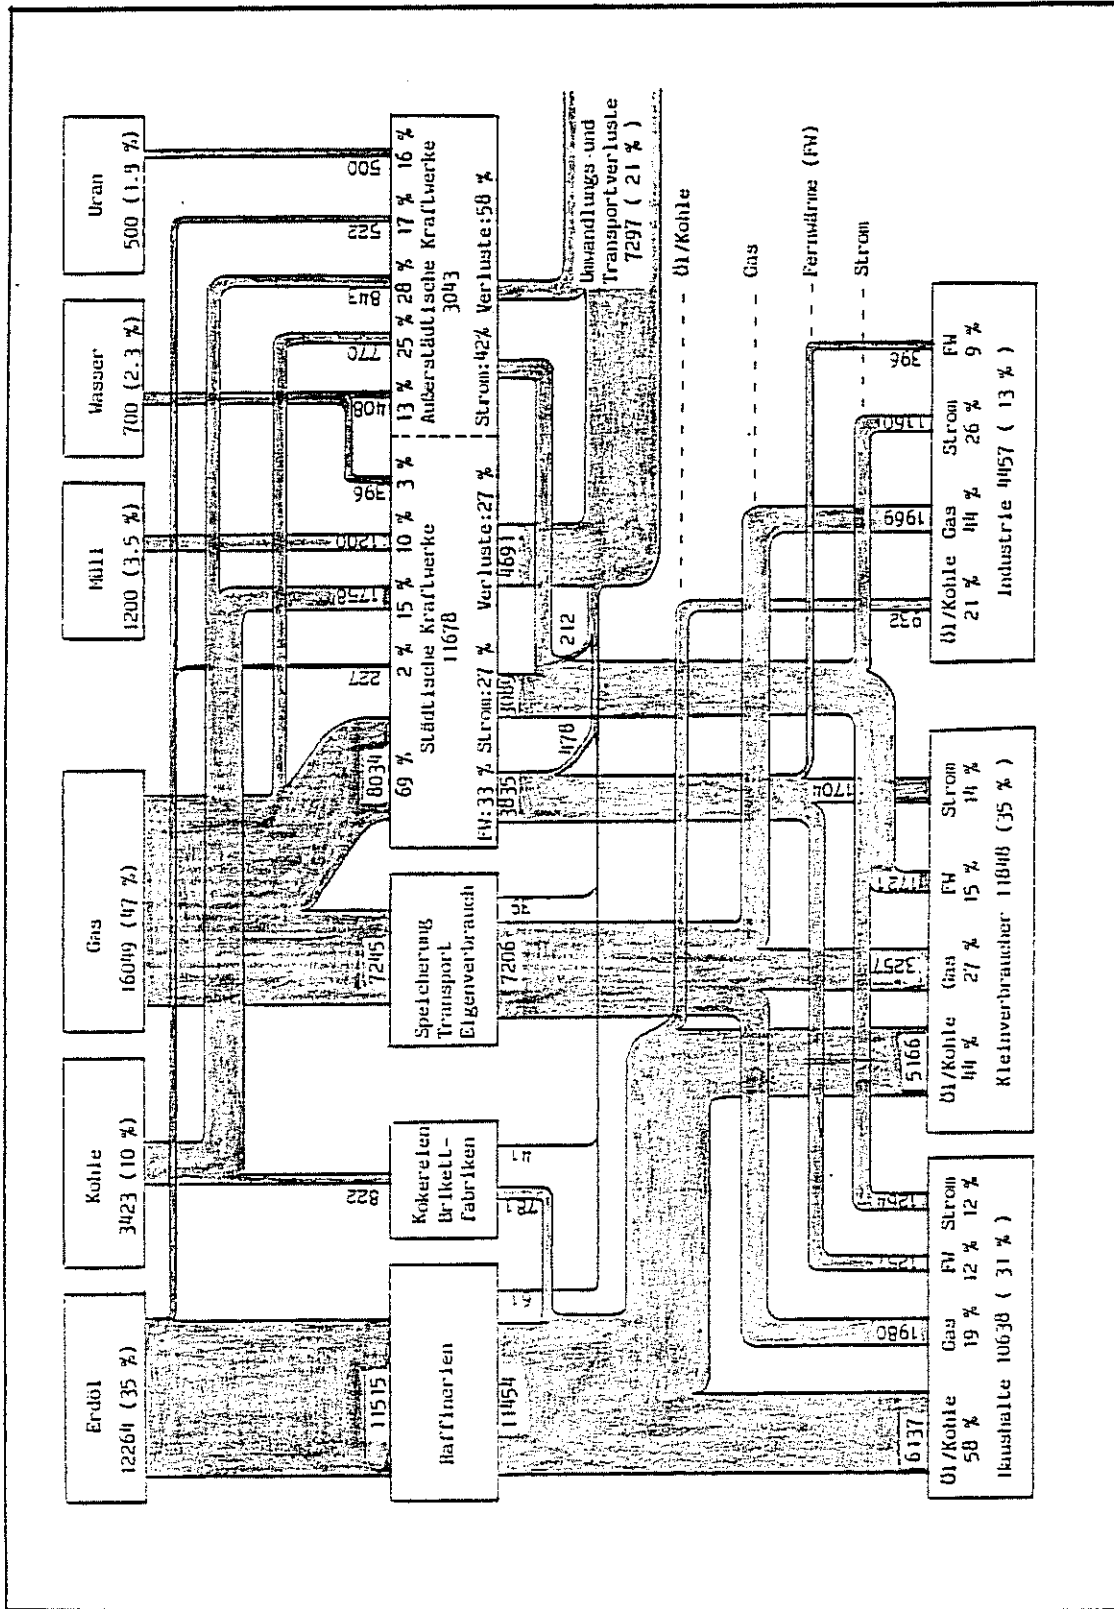 Erdöl
12264 (35 %)
Kohle
3423 (10 %)
Gas
16049 (47 %)
Müll
1200 (3.5 %)
Wasser
700 (2.3 %)
Uran
500 (1.9 %)
11515
822
7245
8034
227
1758
1200
396
408
770
843
522
500
Raffinerien
Kokereien
Brikett-
fabriken
Speicherung
Transport
Eigenverbrauch
69 %
2 %
15 %
10 %
3 %
Städtische Kraftwerke
11678
FW:33 %
Strom:27 %
Verluste:27 %
13 %
25 %
28 %
17 %
16 %
Außerstädtische Kraftwerke
3043
Strom:42%
Verluste:58 %
11454
41
7206
3835
4691
478
212
Umwandlungs-und
Transportverluste
7297 ( 21 % )
Öl/Kohle
Gas
Fernwärme (FW)
Strom
6137
1980
1257
5166
3257
1721
1704
932
1969
1160
396
Öl/Kohle
58 %
Gas
19 %
FW
12 %
Strom
12 %
Haushalte 10638 ( 31 % )
Öl/Kohle
44 %
Gas
27 %
FW
15 %
Strom
14 %
Kleinverbraucher 11848 (35 % )
Öl/Kohle
21 %
Gas
44 %
Strom
26 %
FW
9 %
Industrie 4457 ( 13 % )